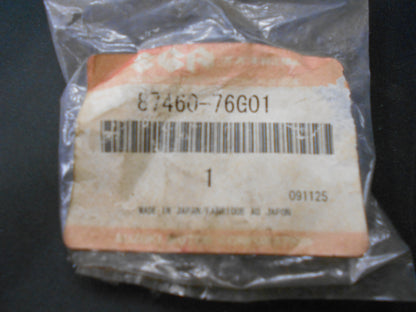 87460-76G01
1
091125
MADE IN JAPAN/FABRIQUE AU JAPON